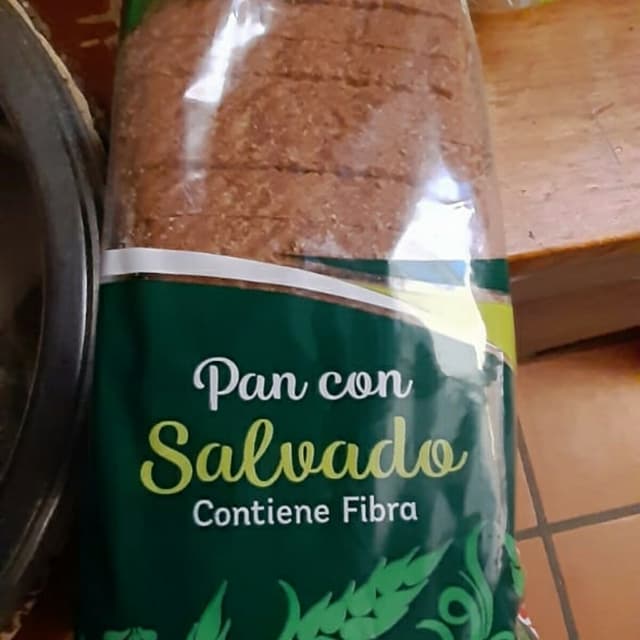 Pan con
Salvado
Contiene Fibra